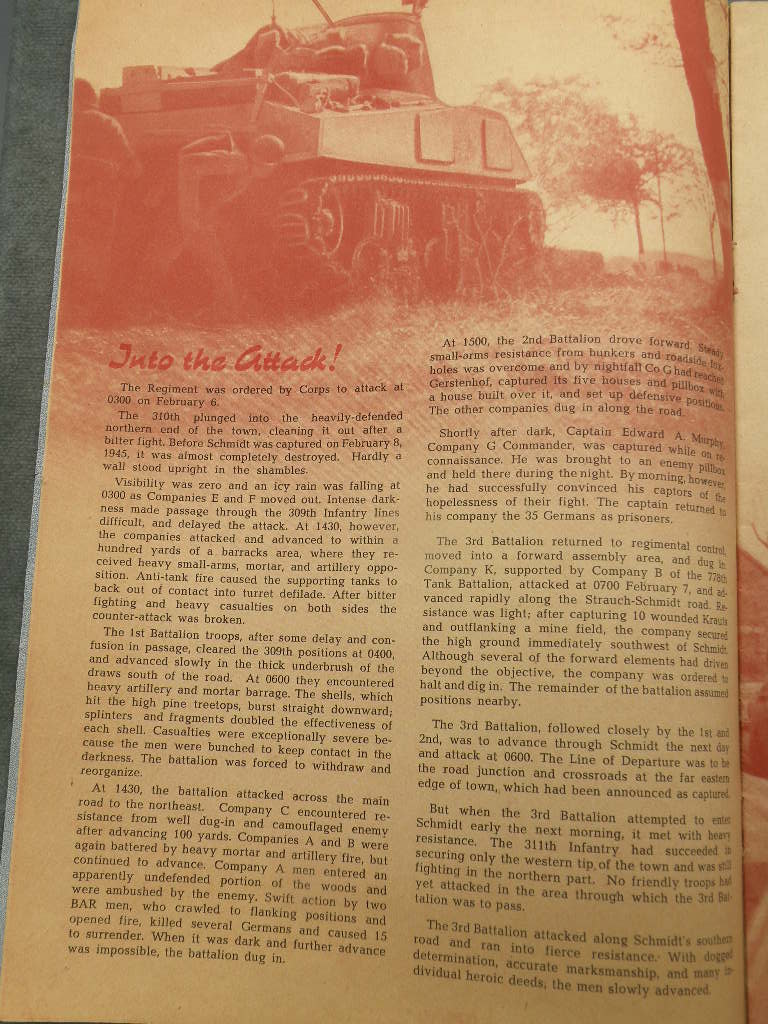 Into the Attack!
The Regiment was ordered by Corps to attack at
0300 on February 6.
The 310th plunged into the heavily-defended
northern end of the town, cleaning it out after a
bitter fight. Before Schmidt was captured on February 8,
1945, it was almost completely destroyed. Hardly a
wall stood upright in the shambles.
Visibility was zero and an icy rain was falling at
0300 as Companies E and F moved out. Intense dark-
ness made passage through the 309th Infantry lines
difficult, and delayed the attack. At 1430, however,
the companies attacked and advanced to within a
hundred yards of a barracks area, where they re-
ceived heavy small-arms, mortar, and artillery oppo-
sition. Anti-tank fire caused the supporting tanks to
back out of contact into turret defilade. After bitter
fighting and heavy casualties on both sides the
counter-attack was broken.
The 1st Battalion troops, after some delay and con-
fusion in passage, cleared the 309th positions at 0400,
and advanced slowly in the thick underbrush of the
draws south of the road. At 0600 they encountered
heavy artillery and mortar barrage. The shells, which
hit the high pine treetops, burst straight downward;
splinters and fragments doubled the effectiveness of
each shell. Casualties were exceptionally severe be-
cause the men were bunched to keep contact in the
darkness. The battalion was forced to withdraw and
reorganize.
At 1430, the battalion attacked across the main
road to the northeast. Company C encountered re-
sistance from well dug-in and camouflaged enemy
after advancing 100 yards. Companies A and B were
again battered by heavy mortar and artillery fire, but
continued to advance. Company A men entered an
apparently undefended portion of the woods and
were ambushed by the enemy. Swift action by two
BAR men, who crawled to flanking positions and
opened fire, killed several Germans and caused 15
to surrender. When it was dark and further advance
was impossible, the battalion dug in.
At 1500, the 2nd Battalion drove forward. Steady
small-arms resistance from bunkers and roadside fox-
holes was overcome and by nightfall Co G had reached
Gerstenhof, captured its five houses and pillbox with
a house built over it, and set up defensive positions.
The other companies dug in along the road.
Shortly after dark, Captain Edward A. Murphy,
Company G Commander, was captured while on re-
connaissance. He was brought to an enemy pillbox
and held there during the night. By morning, however,
he had successfully convinced his captors of the
hopelessness of their fight. The captain returned to
his company the 35 Germans as prisoners.
The 3rd Battalion returned to regimental control,
moved into a forward assembly area, and dug in.
Company K, supported by Company B of the 778th
Tank Battalion, attacked at 0700 February 7, and ad-
vanced rapidly along the Strauch-Schmidt road. Re-
sistance was light; after capturing 10 wounded Krauts
and outflanking a mine field, the company secured
the high ground immediately southwest of Schmidt.
Although several of the forward elements had driven
beyond the objective, the company was ordered to
halt and dig in. The remainder of the battalion assumed
positions nearby.
The 3rd Battalion, followed closely by the 1st and
2nd, was to advance through Schmidt the next day
and attack at 0600. The Line of Departure was to be
the road junction and crossroads at the far eastern
edge of town, which had been announced as captured.
But when the 3rd Battalion attempted to enter
Schmidt early the next morning, it met with heavy
resistance. The 311th Infantry had succeeded in
securing only the western tip of the town and was still
fighting in the northern part. No friendly troops had
yet attacked in the area through which the 3rd Bat-
talion was to pass.
The 3rd Battalion attacked along Schmidt's southern
road and ran into fierce resistance. With dogged
determination, accurate marksmanship, and many in-
dividual heroic deeds, the men slowly advanced.